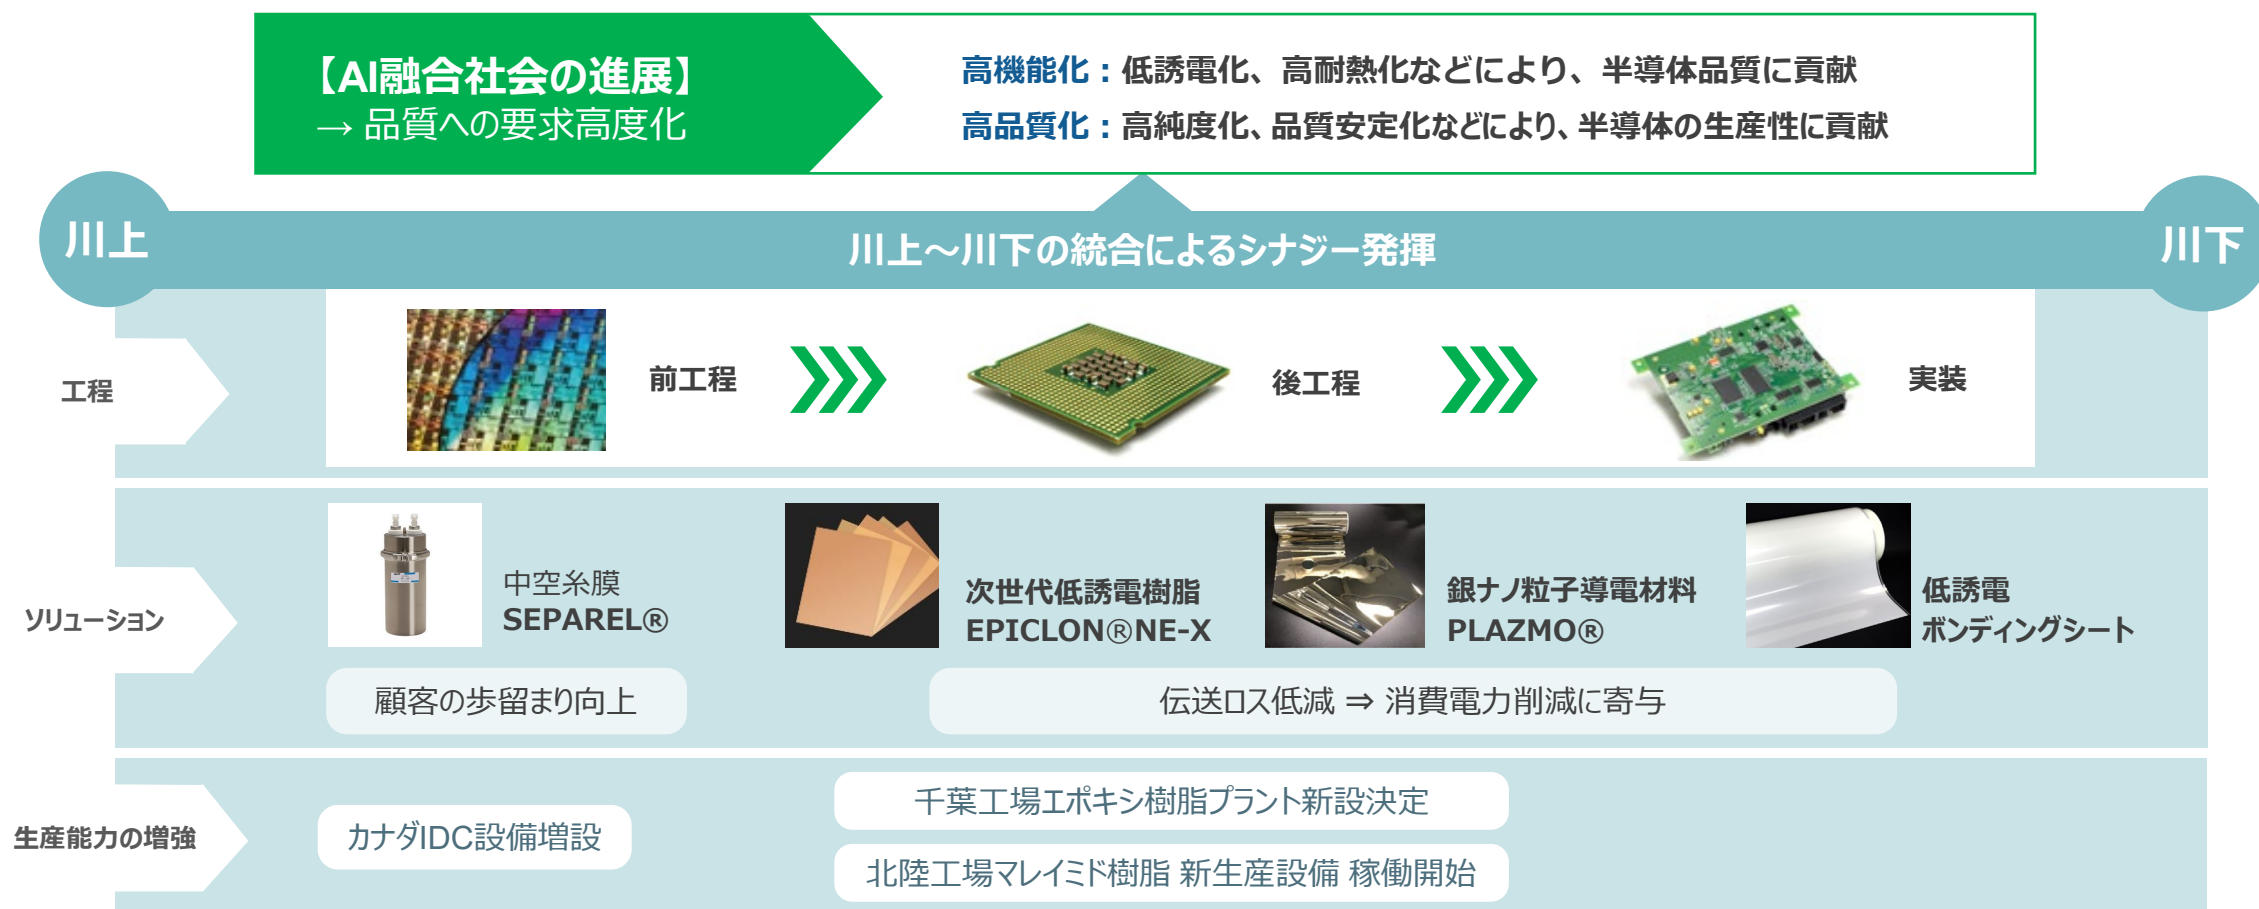 【AI融合社会の進展】
→ 品質への要求高度化
高機能化：低誘電化、高耐熱化などにより、半導体品質に貢献
高品質化：高純度化、品質安定化などにより、半導体の生産性に貢献
川上
川上～川下の統合によるシナジー発揮
川下
工程
前工程
後工程
実装
ソリューション
中空糸膜
SEPAREL®
次世代低誘電樹脂
EPICLON®NE-X
銀ナノ粒子導電材料
PLAZMO®
低誘電
ボンディングシート
顧客の歩留まり向上
伝送ロス低減 ⇒ 消費電力削減に寄与
生産能力の増強
カナダIDC設備増設
千葉工場エポキシ樹脂プラント新設決定
北陸工場マレイミド樹脂 新生産設備 稼働開始